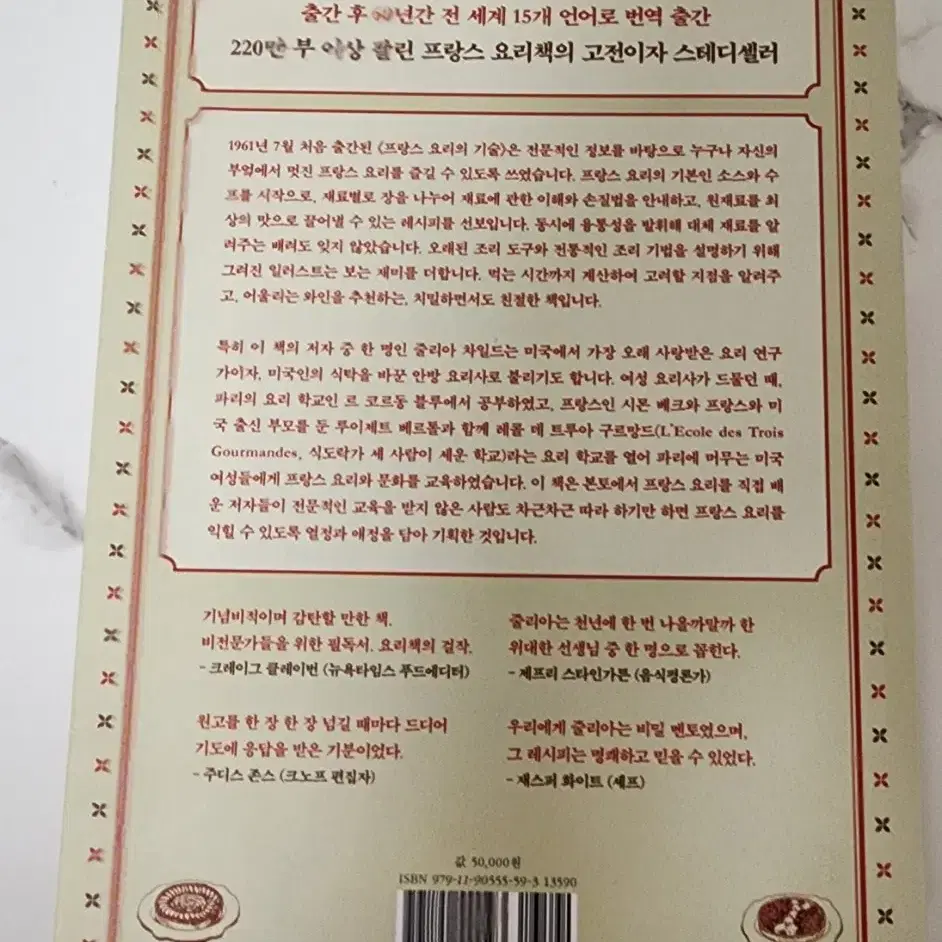 출간 후 년간 전 세계 15개 언어로 번역 출간
220만 부 이상 팔린 프랑스 요리책의 고전이자 스테디셀러
1961년 7월 처음 출간된 《프랑스 요리의 기술》은 전문적인 정보를 바탕으로 누구나 자신의
부엌에서 멋진 프랑스 요리를 즐길 수 있도록 쓰였습니다. 프랑스 요리의 기본인 소스와 수
프를 시작으로, 재료별로 장을 나누어 재료에 관한 이해와 손질법을 안내하고, 원재료를 최
상의 맛으로 끌어낼 수 있는 레시피를 선보입니다. 동시에 융통성을 발휘해 대체 재료를 알
려주는 배려도 잊지 않았습니다. 오래된 조리 도구와 전통적인 조리 기법을 설명하기 위해
그려진 일러스트는 보는 재미를 더합니다. 먹는 시간까지 계산하여 고려할 지점을 알려주
고, 어울리는 와인을 추천하는, 치밀하면서도 친절한 책입니다.
특히 이 책의 저자 중 한 명인 줄리아 차일드는 미국에서 가장 오래 사랑받은 요리 연구
가이자, 미국인의 식탁을 바꾼 안방 요리사로 불리기도 합니다. 여성 요리사가 드물던 때,
파리의 요리 학교인 르 코르동 블루에서 공부하였고, 프랑스인 시몬 베크와 프랑스와 미
국 출신 부모를 둔 루이제트 베르톨과 함께 레콜 데 트루아 구르망드(L'Ecole des Trois
Gourmandes, 식도락가 세 사람이 세운 학교)라는 요리 학교를 열어 파리에 머무는 미국
여성들에게 프랑스 요리와 문화를 교육하였습니다. 이 책은 본토에서 프랑스 요리를 직접 배
운 저자들이 전문적인 교육을 받지 않은 사람도 차근차근 따라 하기만 하면 프랑스 요리를
익힐 수 있도록 열정과 애정을 담아 기획한 것입니다.
기념비적이며 감탄할 만한 책.
비전문가들을 위한 필독서. 요리책의 걸작.
- 크레이그 클레이번 (뉴욕타임스 푸드에디터)
줄리아는 천년에 한 번 나올까말까 한
위대한 선생님 중 한 명으로 꼽힌다.
- 제프리 스타인가튼 (음식평론가)
원고를 한 장 한 장 넘길 때마다 드디어
기도에 응답을 받은 기분이었다.
- 주디스 존스 (크노프 편집자)
우리에게 줄리아는 비밀 멘토였으며,
그 레시피는 명쾌하고 믿을 수 있었다.
- 재스퍼 화이트 (셰프)
값 50,000원
ISBN 979-11-90555-59-3 13590